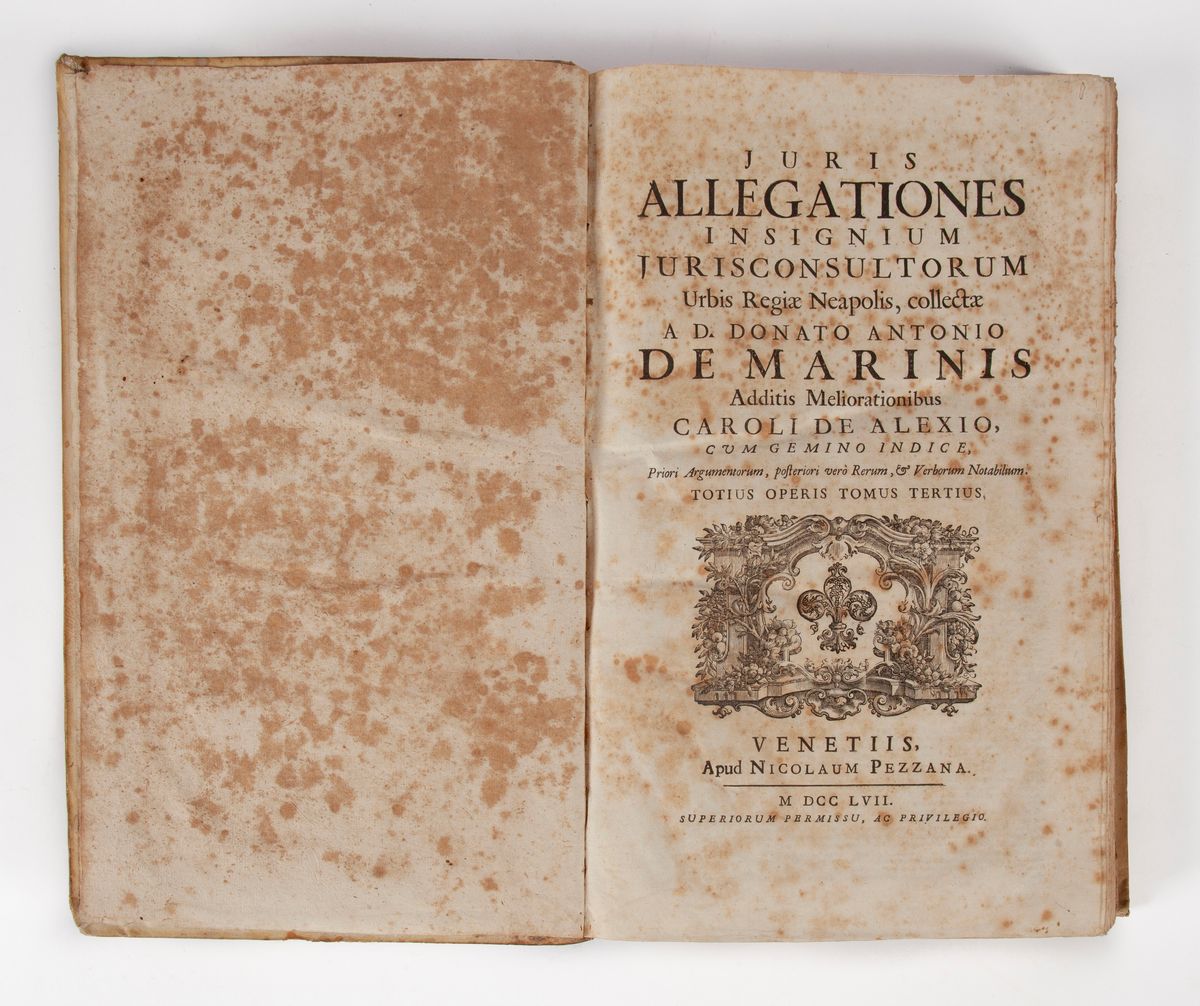 JURIS
ALLEGATIONES
INSIGNIUM
JURISCONSULTORUM
Urbis Regiæ Neapolis, collectæ
A D. DONATO ANTONIO
DE MARINIS
Additis Meliorationibus
CAROLI DE ALEXIO,
CVM GEMINO INDICE,
Priori Argumentorum, posteriori verò Rerum, & Verborum Notabilium.
TOTIUS OPERIS TOMUS TERTIUS,
VENETIIS,
Apud NICOLAUM PEZZANA.
M DCC LVII.
SUPERIORUM PERMISSU, AC PRIVILEGIO.